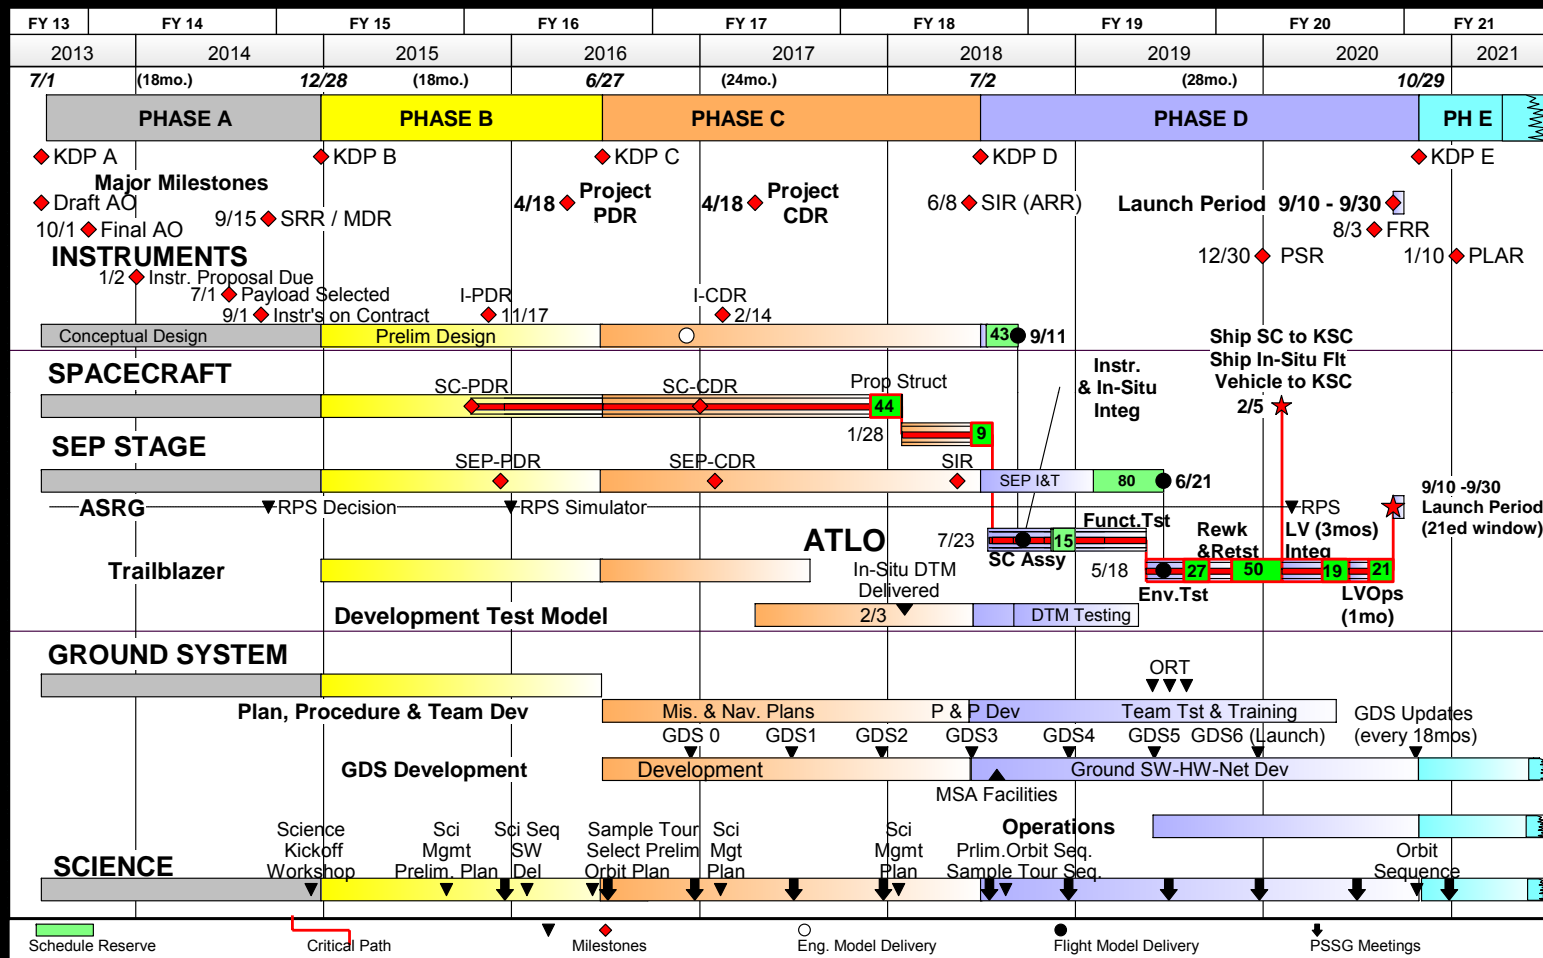 FY 13 FY 14 FY 15 FY 16 FY 17 FY 18 FY 19 FY 20 FY 21
2013 2014 2015 2016 2017 2018 2019 2020 2021
7/1 (18mo.) 12/28 (18mo.) 6/27 (24mo.) 7/2 (28mo.) 10/29
PHASE A PHASE B PHASE C PHASE D PH E
KDP A KDP B KDP C KDP D KDP E
Major Milestones
Draft AO 4/18 Project PDR 4/18 Project CDR 6/8 SIR (ARR) Launch Period 9/10 - 9/30
10/1 Final AO 9/15 SRR / MDR 8/3 FRR
12/30 PSR 1/10 PLAR
INSTRUMENTS
1/2 Instr. Proposal Due
7/1 Payload Selected I-PDR I-CDR
9/1 Instr's on Contract 11/17 2/14
Conceptual Design Prelim Design 43 9/11
Ship SC to KSC
Ship In-Situ Flt
Vehicle to KSC
2/5
Instr.
& In-Situ
Integ
SPACECRAFT
SC-PDR SC-CDR Prop Struct
44
1/28 9
SEP STAGE
SEP-PDR SEP-CDR SIR
SEP I&T 80 6/21
9/10 -9/30
Launch Period
(21ed window)
ASRG RPS Decision RPS Simulator RPS
ATLO 7/23 15 Funct.Tst
SC Assy
Rewk
&Retst
LV (3mos)
Integ
Trailblazer
5/18 27 50 19 21
Env.Tst
LVOps
(1mo)
In-Situ DTM
Delivered
Development Test Model 2/3 DTM Testing
GROUND SYSTEM
ORT
Plan, Procedure & Team Dev Mis. & Nav. Plans P & P Dev Team Tst & Training
GDS Updates
(every 18mos)
GDS 0 GDS1 GDS2 GDS3 GDS4 GDS5 GDS6 (Launch)
GDS Development Development Ground SW-HW-Net Dev
MSA Facilities
Operations
SCIENCE
Science
Kickoff
Workshop
Sci
Mgmt
Prelim. Plan
Sci Seq
SW
Del
Sample Tour
Select Prelim
Orbit Plan
Sci
Mgt
Plan
Sci
Mgmt
Plan
Prlim.Orbit Seq.
Sample Tour Seq.
Orbit
Sequence
Schedule Reserve Critical Path Milestones Eng. Model Delivery Flight Model Delivery PSSG Meetings